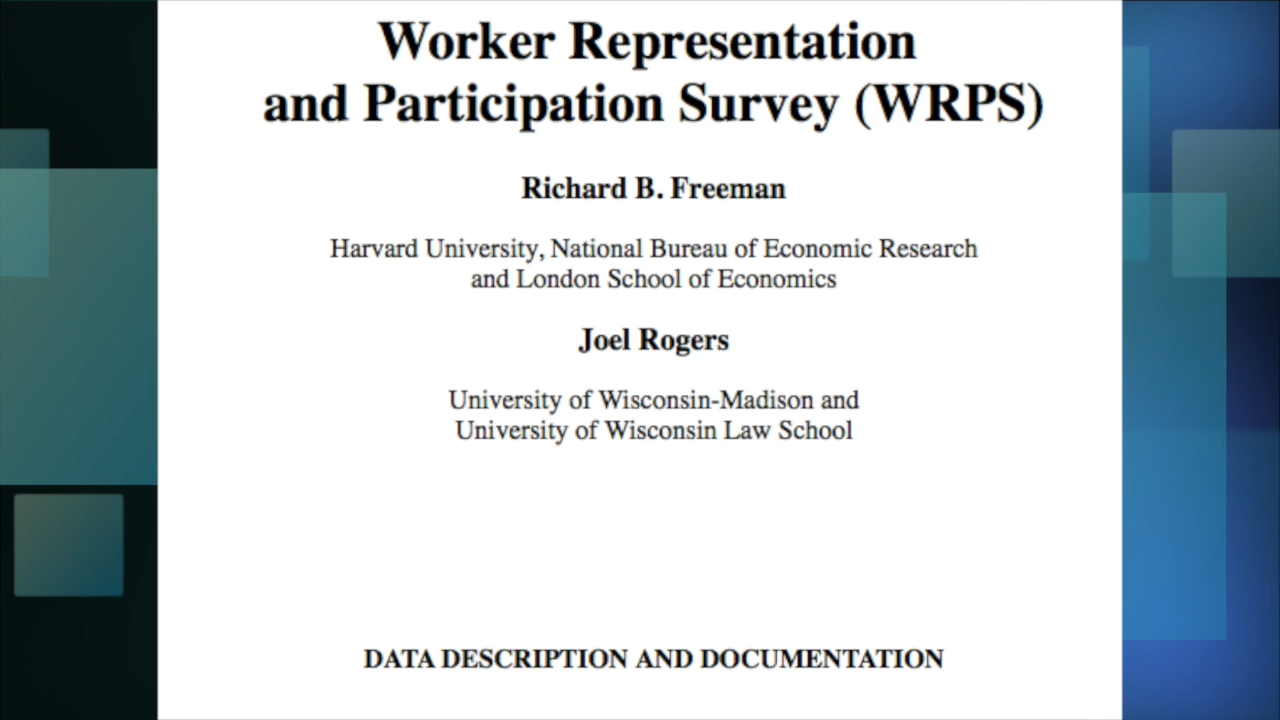 Worker Representation
and Participation Survey (WRPS)
Richard B. Freeman
Harvard University, National Bureau of Economic Research
and London School of Economics
Joel Rogers
University of Wisconsin-Madison and
University of Wisconsin Law School
DATA DESCRIPTION AND DOCUMENTATION